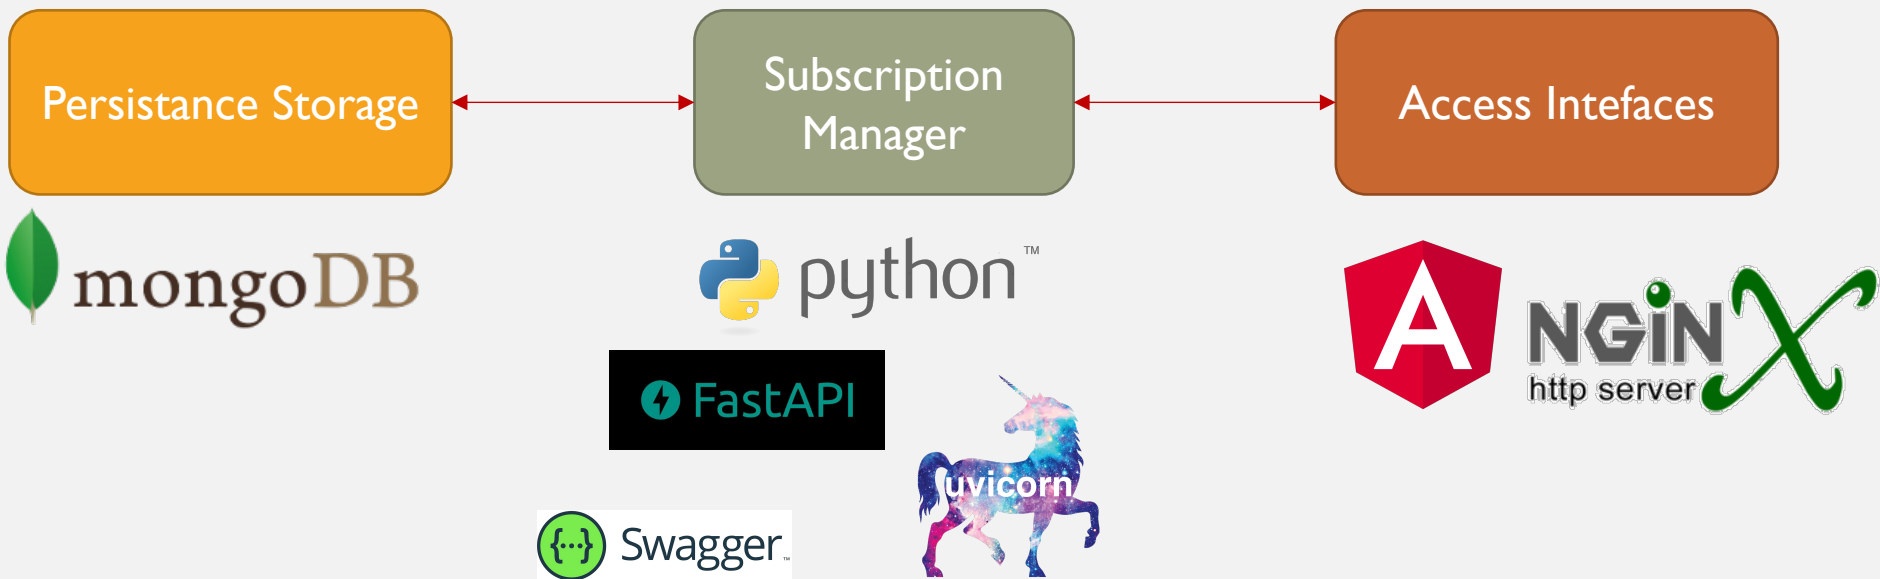 Persistance Storage
Subscription
Manager
Access Intefaces
mongoDB
python™
NGiNX
http server
FastAPI
uvicorn
{···} Swagger™